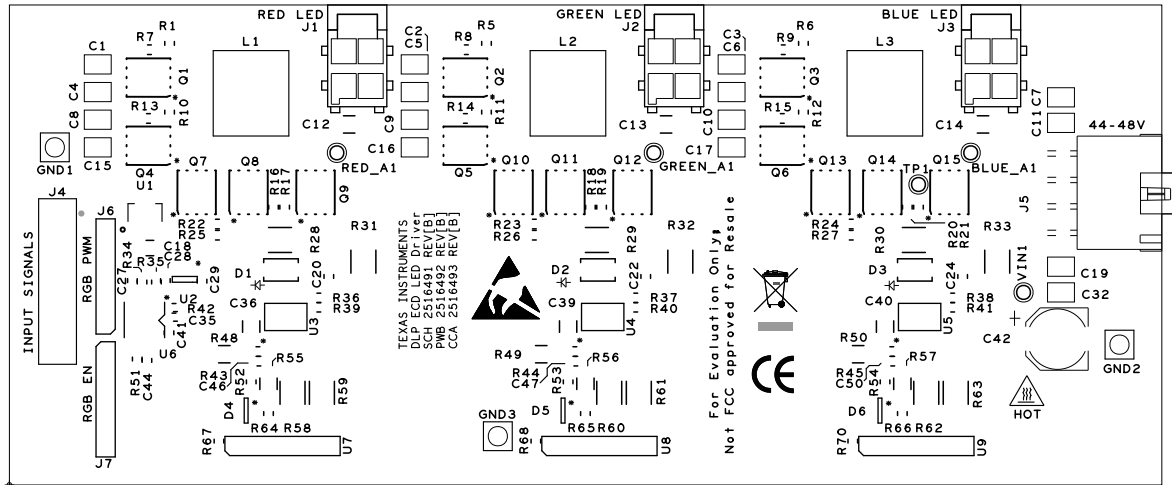 RED LED
J1
GREEN LED
J2
BLUE LED
J3
R1
R7
C1
L1
C2
C5
R5
R8
L2
C3
C6
R6
R9
L3
Q1
Q2
Q3
C4
R13
R10
C8
R14
R11
C9
R15
R12
C10
C11
C7
C12
C13
C14
44-48V
C15
GND1
Q4
U1
Q7
Q8
RED_A1
C16
Q5
Q10
Q11
Q12
GREEN_A1
C17
Q6
Q13
Q14
TP1
Q15
BLUE_A1
J4
J6
R16
R17
Q9
R18
R19
J5
INPUT SIGNALS
RGB PWM
R22
R25
R28
R31
R23
R26
R29
R32
R24
R27
R30
R20
R21
R33
R34
C18
C28
R35
C27
C29
D1
C20
D2
C22
D3
C24
VIN1
C19
C32
U2
R42
C35
C41
U6
C36
U3
R36
R39
C39
U4
R37
R40
C40
U5
R38
R41
C42
TEXAS INSTRUMENTS
DLP ECD LED Driver
SCH 2516491 REV[B]
PWB 2516492 REV[B]
CCA 2516493 REV[B]
For Evaluation Only;
Not FCC approved for Resale
CE
R48
R43
C46
R52
R55
R59
R49
R44
C47
R53
R56
R61
R50
R45
C50
R54
R57
R63
GND2
HOT
RGB EN
R51
C44
J7
D4
R64
R58
R67
U7
GND3
D5
R65
R60
R68
U8
D6
R66
R62
R70
U9